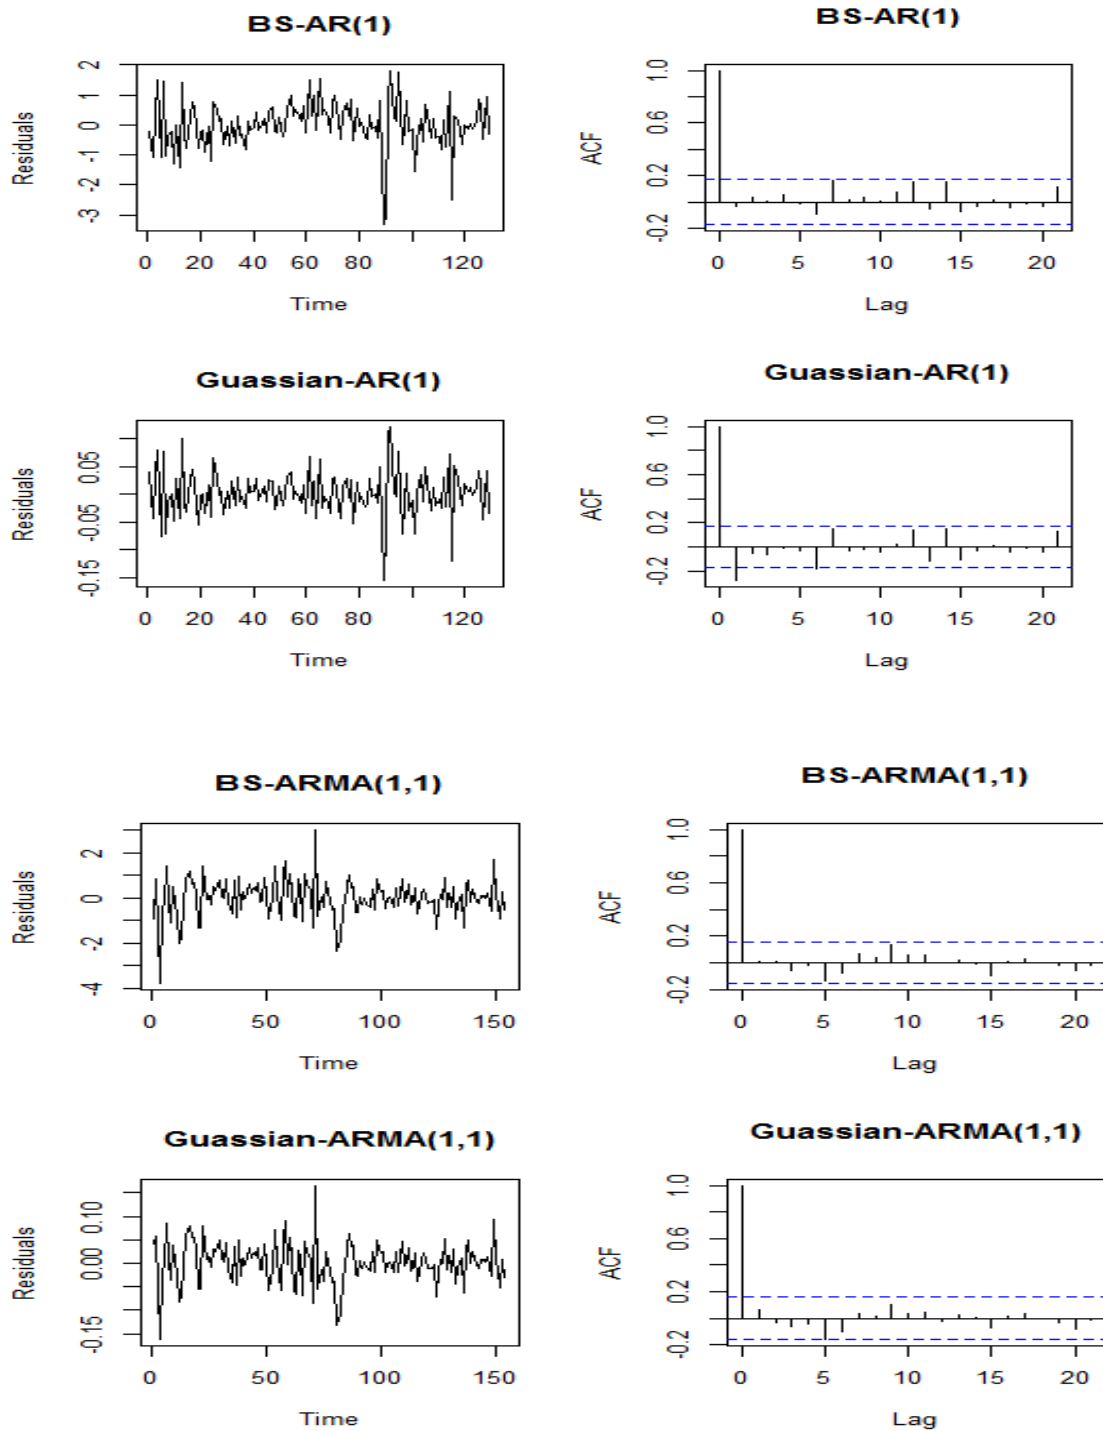 BS-AR(1)
Residuals
2
1
0
-1
-2
-3
0 20 40 60 80 120
Time
BS-AR(1)
ACF
1.0
0.6
0.2
-0.2
0 5 10 15 20
Lag
Guassian-AR(1)
Residuals
0.05
-0.05
-0.15
0 20 40 60 80 120
Time
Guassian-AR(1)
ACF
1.0
0.6
0.2
-0.2
0 5 10 15 20
Lag
BS-ARMA(1,1)
Residuals
2
0
-2
-4
0 50 100 150
Time
BS-ARMA(1,1)
ACF
1.0
0.6
0.2
-0.2
0 5 10 15 20
Lag
Guassian-ARMA(1,1)
Residuals
0.10
0.00
-0.15
0 50 100 150
Time
Guassian-ARMA(1,1)
ACF
1.0
0.6
0.2
-0.2
0 5 10 15 20
Lag